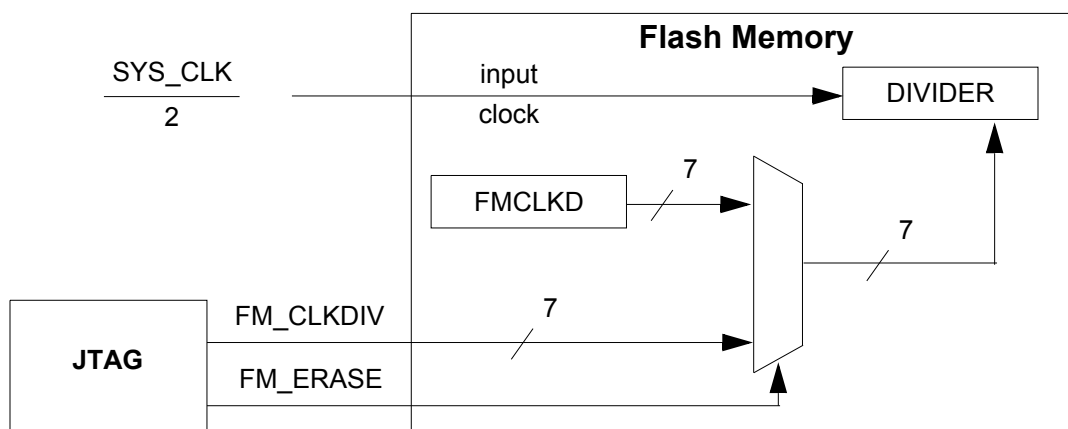 Flash Memory
SYS_CLK
2
input
clock
DIVIDER
FMCLKD
7
7
FM_CLKDIV
7
JTAG
FM_ERASE